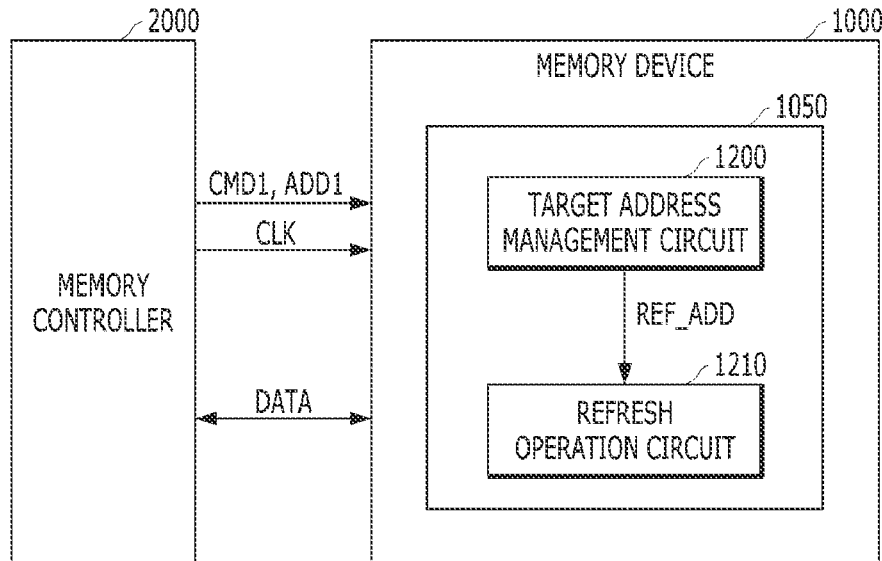 2000
1000
MEMORY DEVICE
1050
1200
CMD1, ADD1
TARGET ADDRESS
MANAGEMENT CIRCUIT
CLK
MEMORY
CONTROLLER
REF_ADD
1210
DATA
REFRESH
OPERATION CIRCUIT